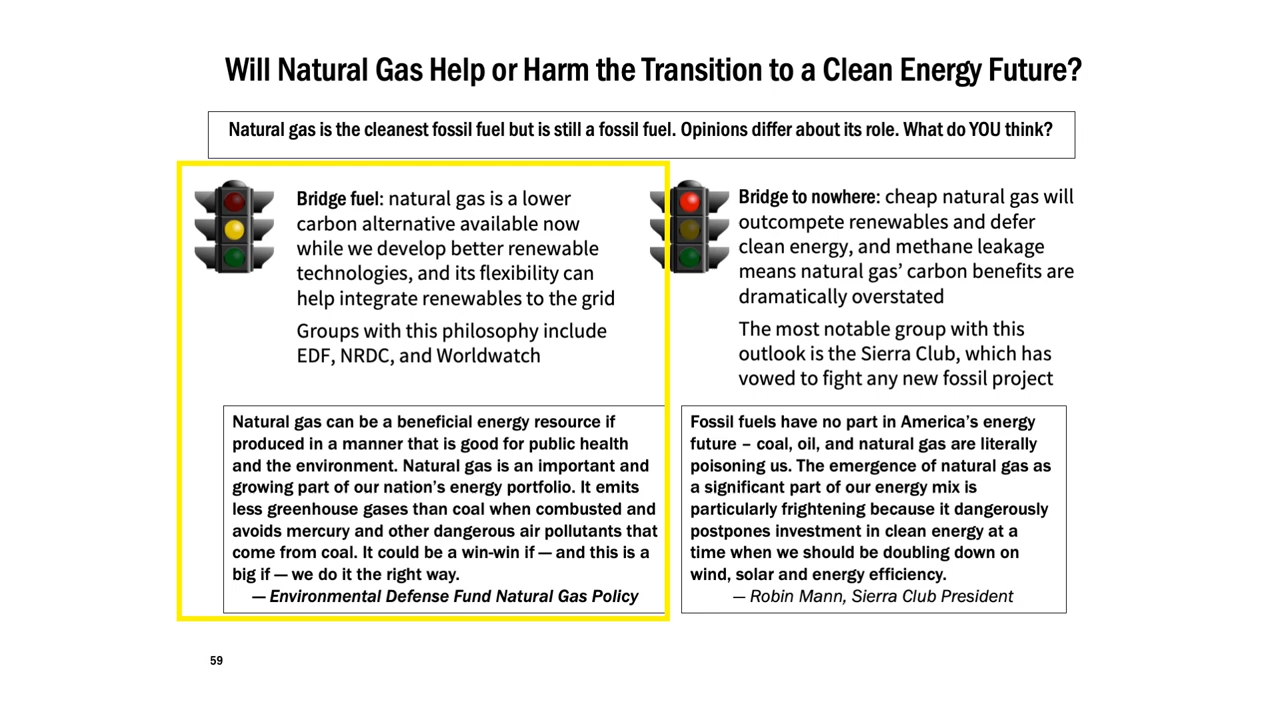 Will Natural Gas Help or Harm the Transition to a Clean Energy Future?
Natural gas is the cleanest fossil fuel but is still a fossil fuel. Opinions differ about its role. What do YOU think?
Bridge fuel: natural gas is a lower
carbon alternative available now
while we develop better renewable
technologies, and its flexibility can
help integrate renewables to the grid
Groups with this philosophy include
EDF, NRDC, and Worldwatch
Natural gas can be a beneficial energy resource if
produced in a manner that is good for public health
and the environment. Natural gas is an important and
growing part of our nation's energy portfolio. It emits
less greenhouse gases than coal when combusted and
avoids mercury and other dangerous air pollutants that
come from coal. It could be a win-win if — and this is a
big if — we do it the right way.
— Environmental Defense Fund Natural Gas Policy
Bridge to nowhere: cheap natural gas will
outcompete renewables and defer
clean energy, and methane leakage
means natural gas' carbon benefits are
dramatically overstated
The most notable group with this
outlook is the Sierra Club, which has
vowed to fight any new fossil project
Fossil fuels have no part in America's energy
future – coal, oil, and natural gas are literally
poisoning us. The emergence of natural gas as
a significant part of our energy mix is
particularly frightening because it dangerously
postpones investment in clean energy at a
time when we should be doubling down on
wind, solar and energy efficiency.
— Robin Mann, Sierra Club President
59